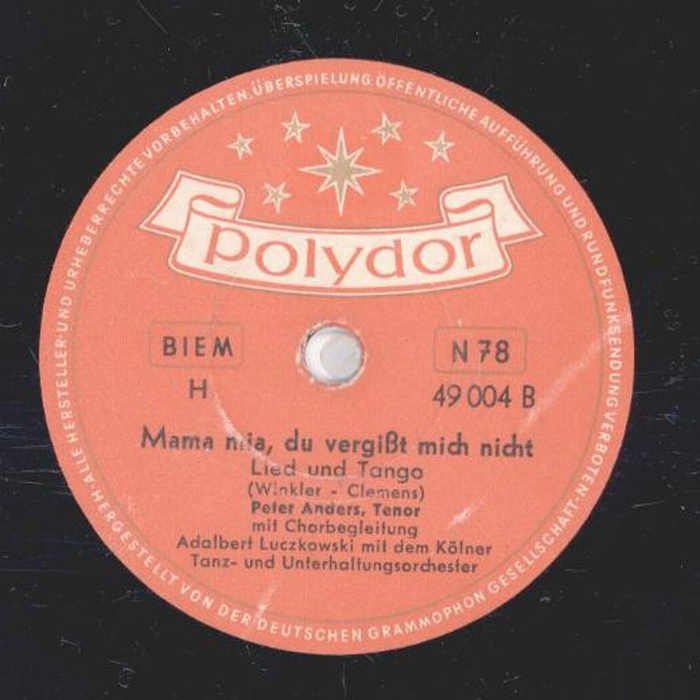 ALLE HERSTELLER- UND URHEBERRECHTE VORBEHALTEN. ÜBERSPIELUNG, ÖFFENTLICHE AUFFÜHRUNG UND RUNDFUNKSENDUNG VERBOTEN.
polydor
BIEM
N 78
H
49 004 B
Mama mia, du vergißt mich nicht
Lied und Tango
(Winkler - Clemens)
Peter Anders, Tenor
mit Chorbegleitung
Adalbert Luczkowski mit dem Kölner
Tanz- und Unterhaltungsorchester
HERGESTELLT VON DER DEUTSCHEN GRAMMOPHON GESELLSCHAFT